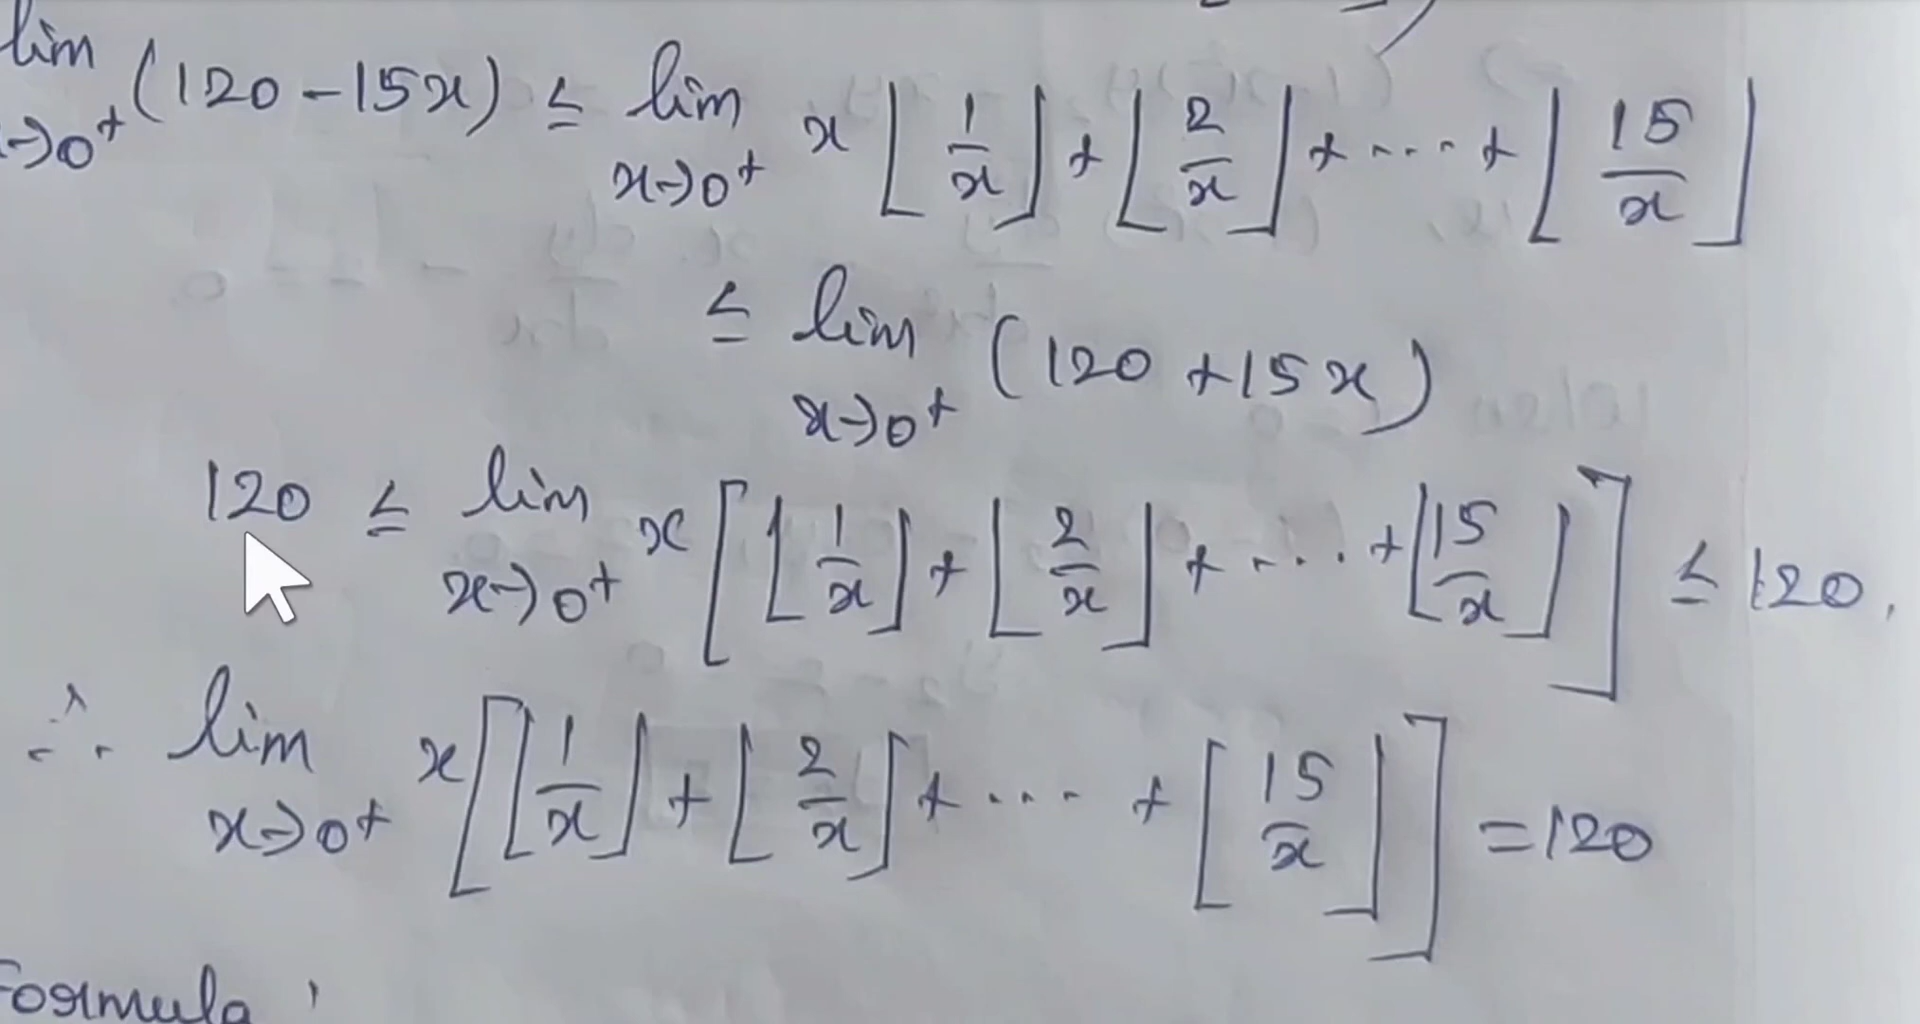 lim x→0⁺ (120 - 15x) ≤ lim x→0⁺ x ⌊1/x⌋ + ⌊2/x⌋ + ... + ⌊15/x⌋
≤ lim x→0⁺ (120 + 15x)
120 ≤ lim x→0⁺ x [⌊1/x⌋ + ⌊2/x⌋ + ... + ⌊15/x⌋] ≤ 120.
∴ lim x→0⁺ x [⌊1/x⌋ + ⌊2/x⌋ + ... + ⌊15/x⌋] = 120
Formula :